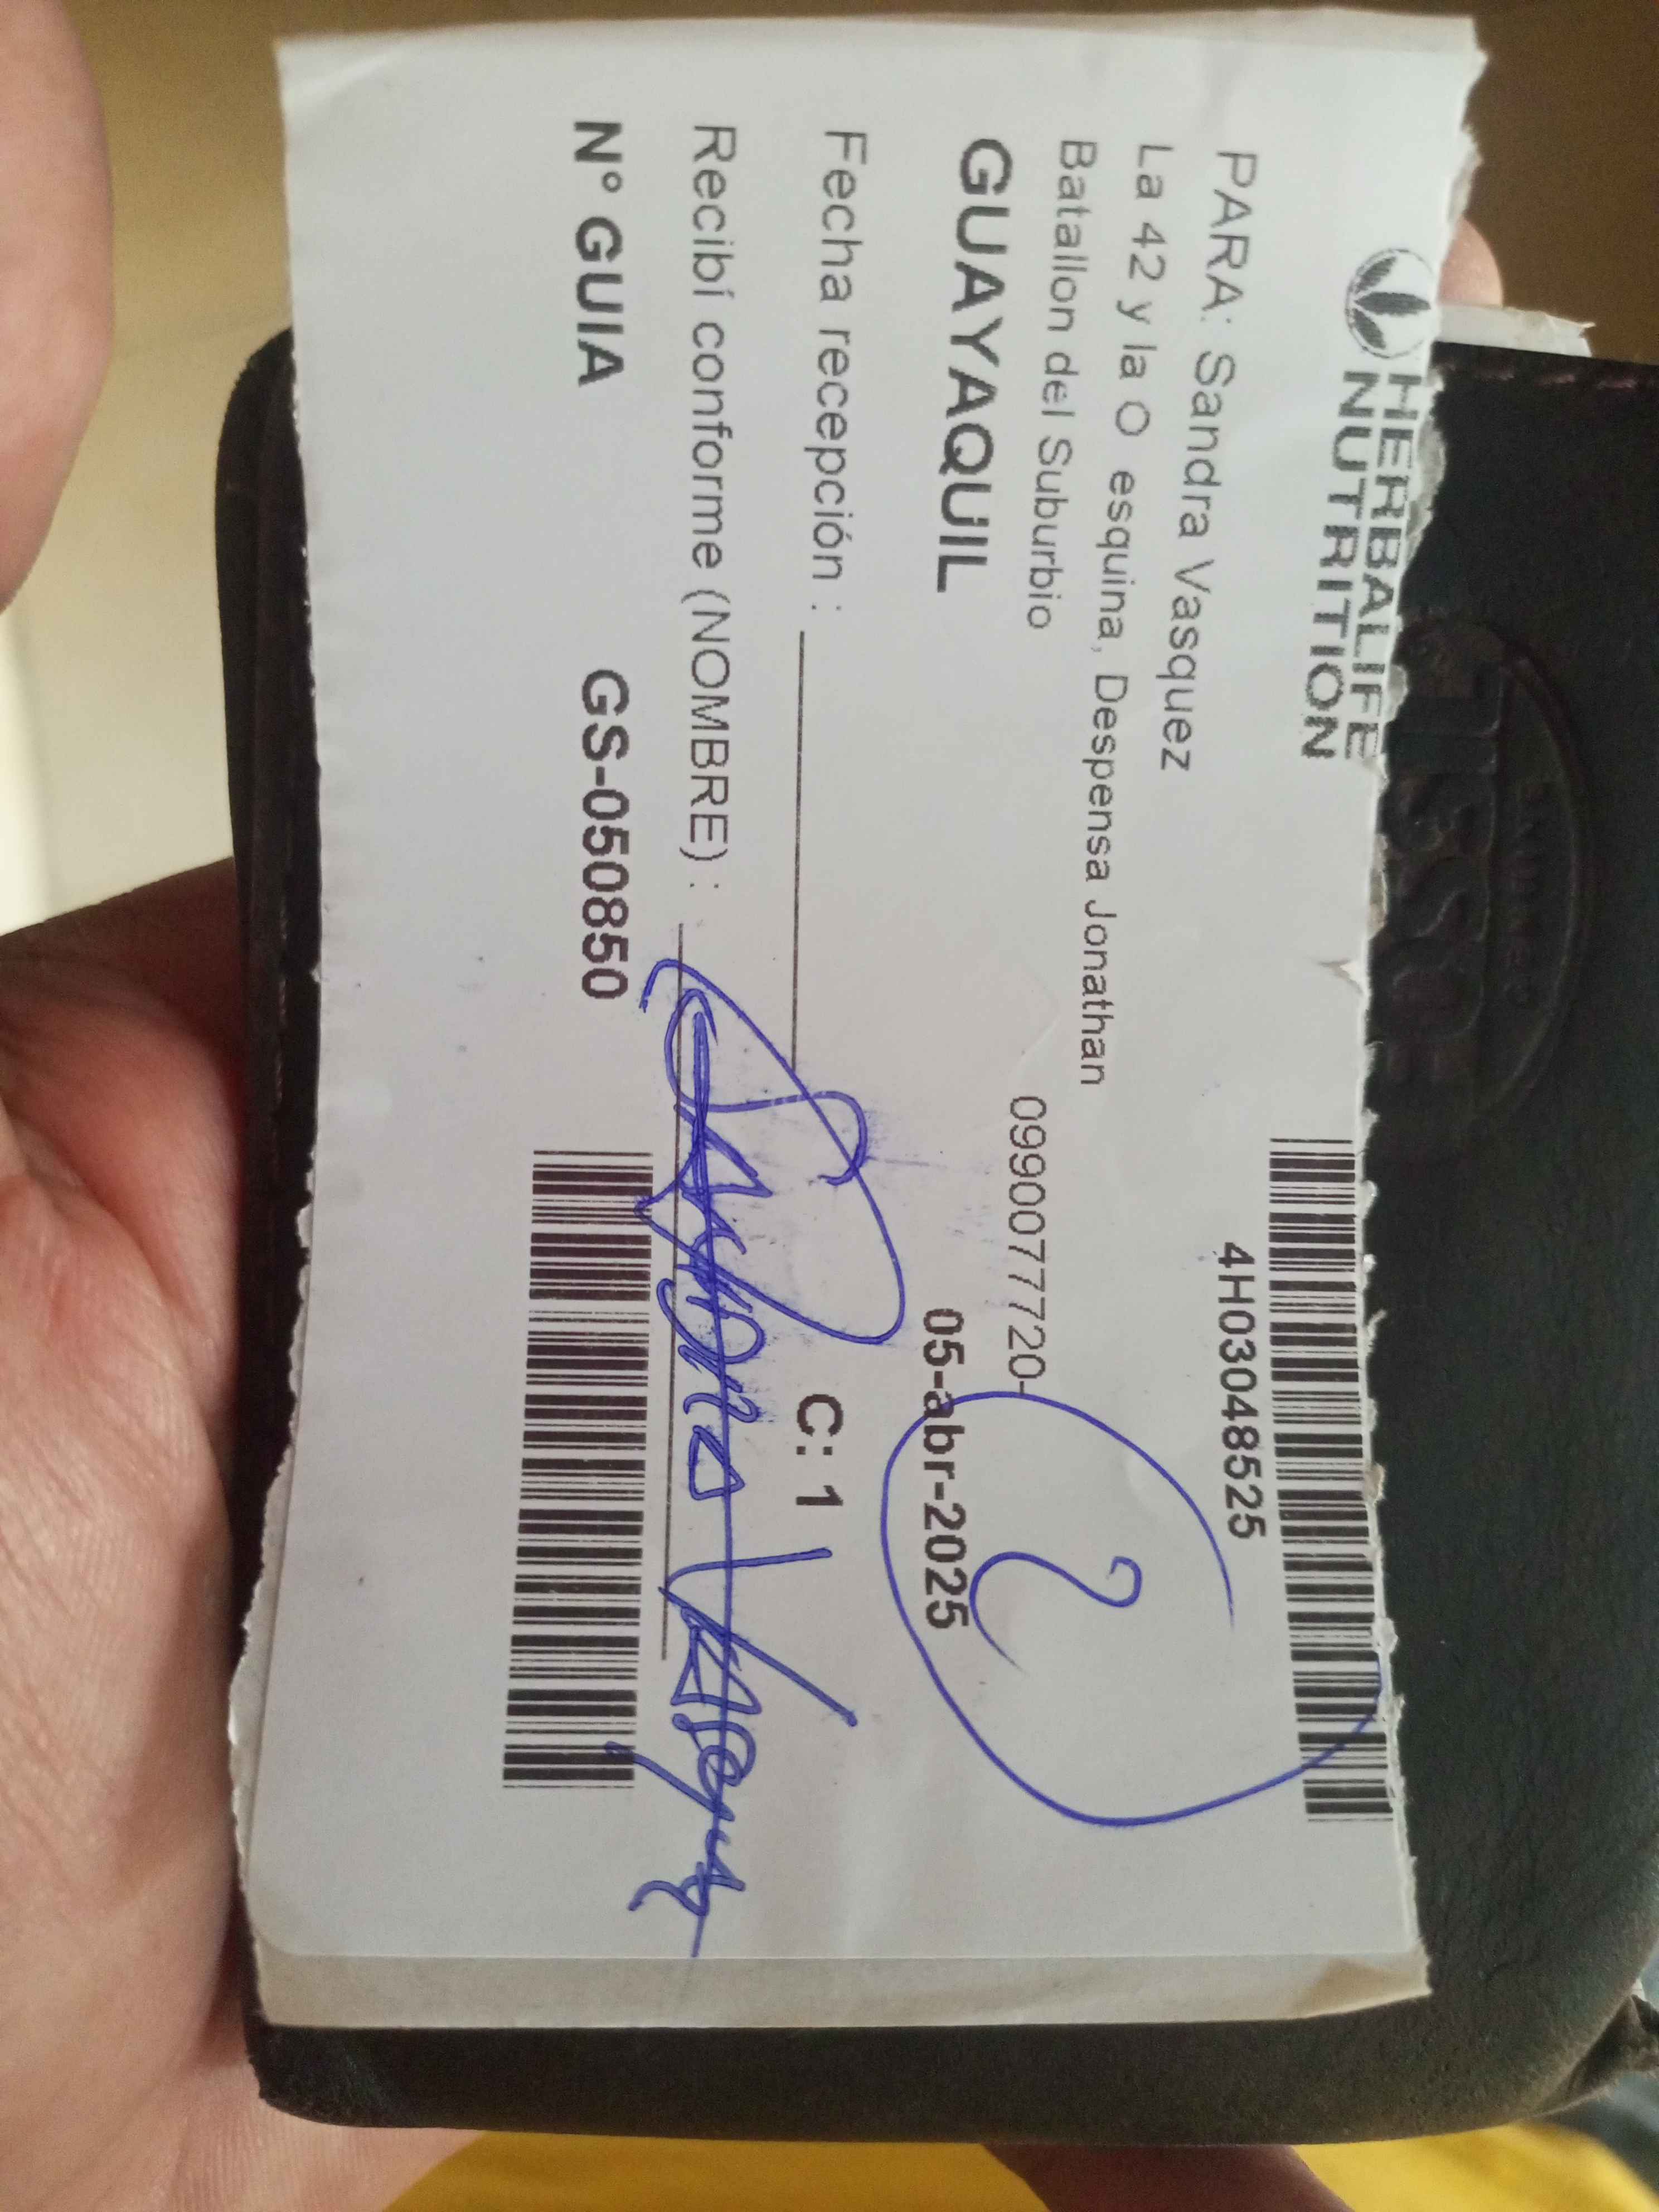 HERBALIFE
NUTRITION
4H03048525
PARA: Sandra Vasquez
La 42 y la O esquina, Despensa Jonathan
Batallon del Suburbio
0990077720-
2
GUAYAQUIL
05-abr-2025
Fecha recepción :
C: 1
Recibí conforme (NOMBRE) :
Nº GUIA
GS-050850